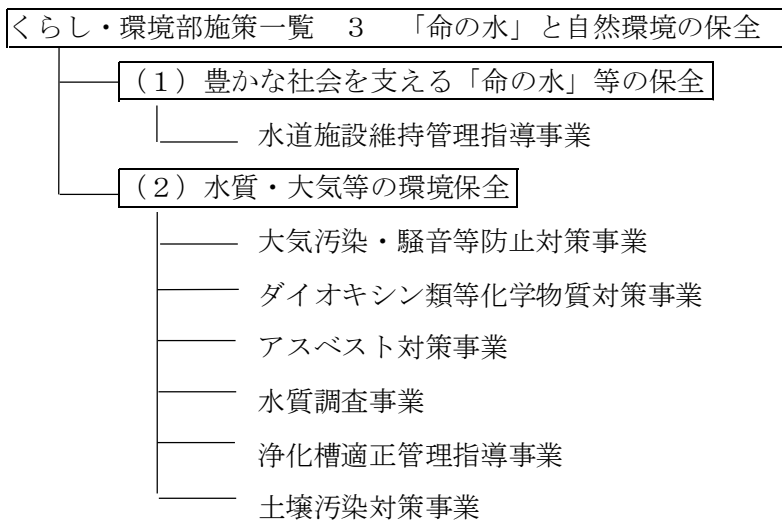 くらし・環境部施策一覧　３　「命の水」と自然環境の保全
（１）豊かな社会を支える「命の水」等の保全
水道施設維持管理指導事業
（２）水質・大気等の環境保全
大気汚染・騒音等防止対策事業
ダイオキシン類等化学物質対策事業
アスベスト対策事業
水質調査事業
浄化槽適正管理指導事業
土壌汚染対策事業